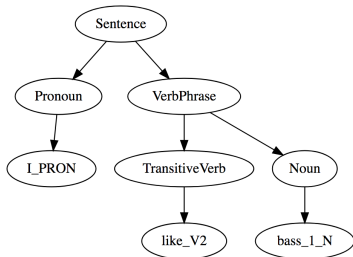 Sentence
Pronoun VerbPhrase
I_PRON TransitiveVerb Noun
like_V2 bass_1_N